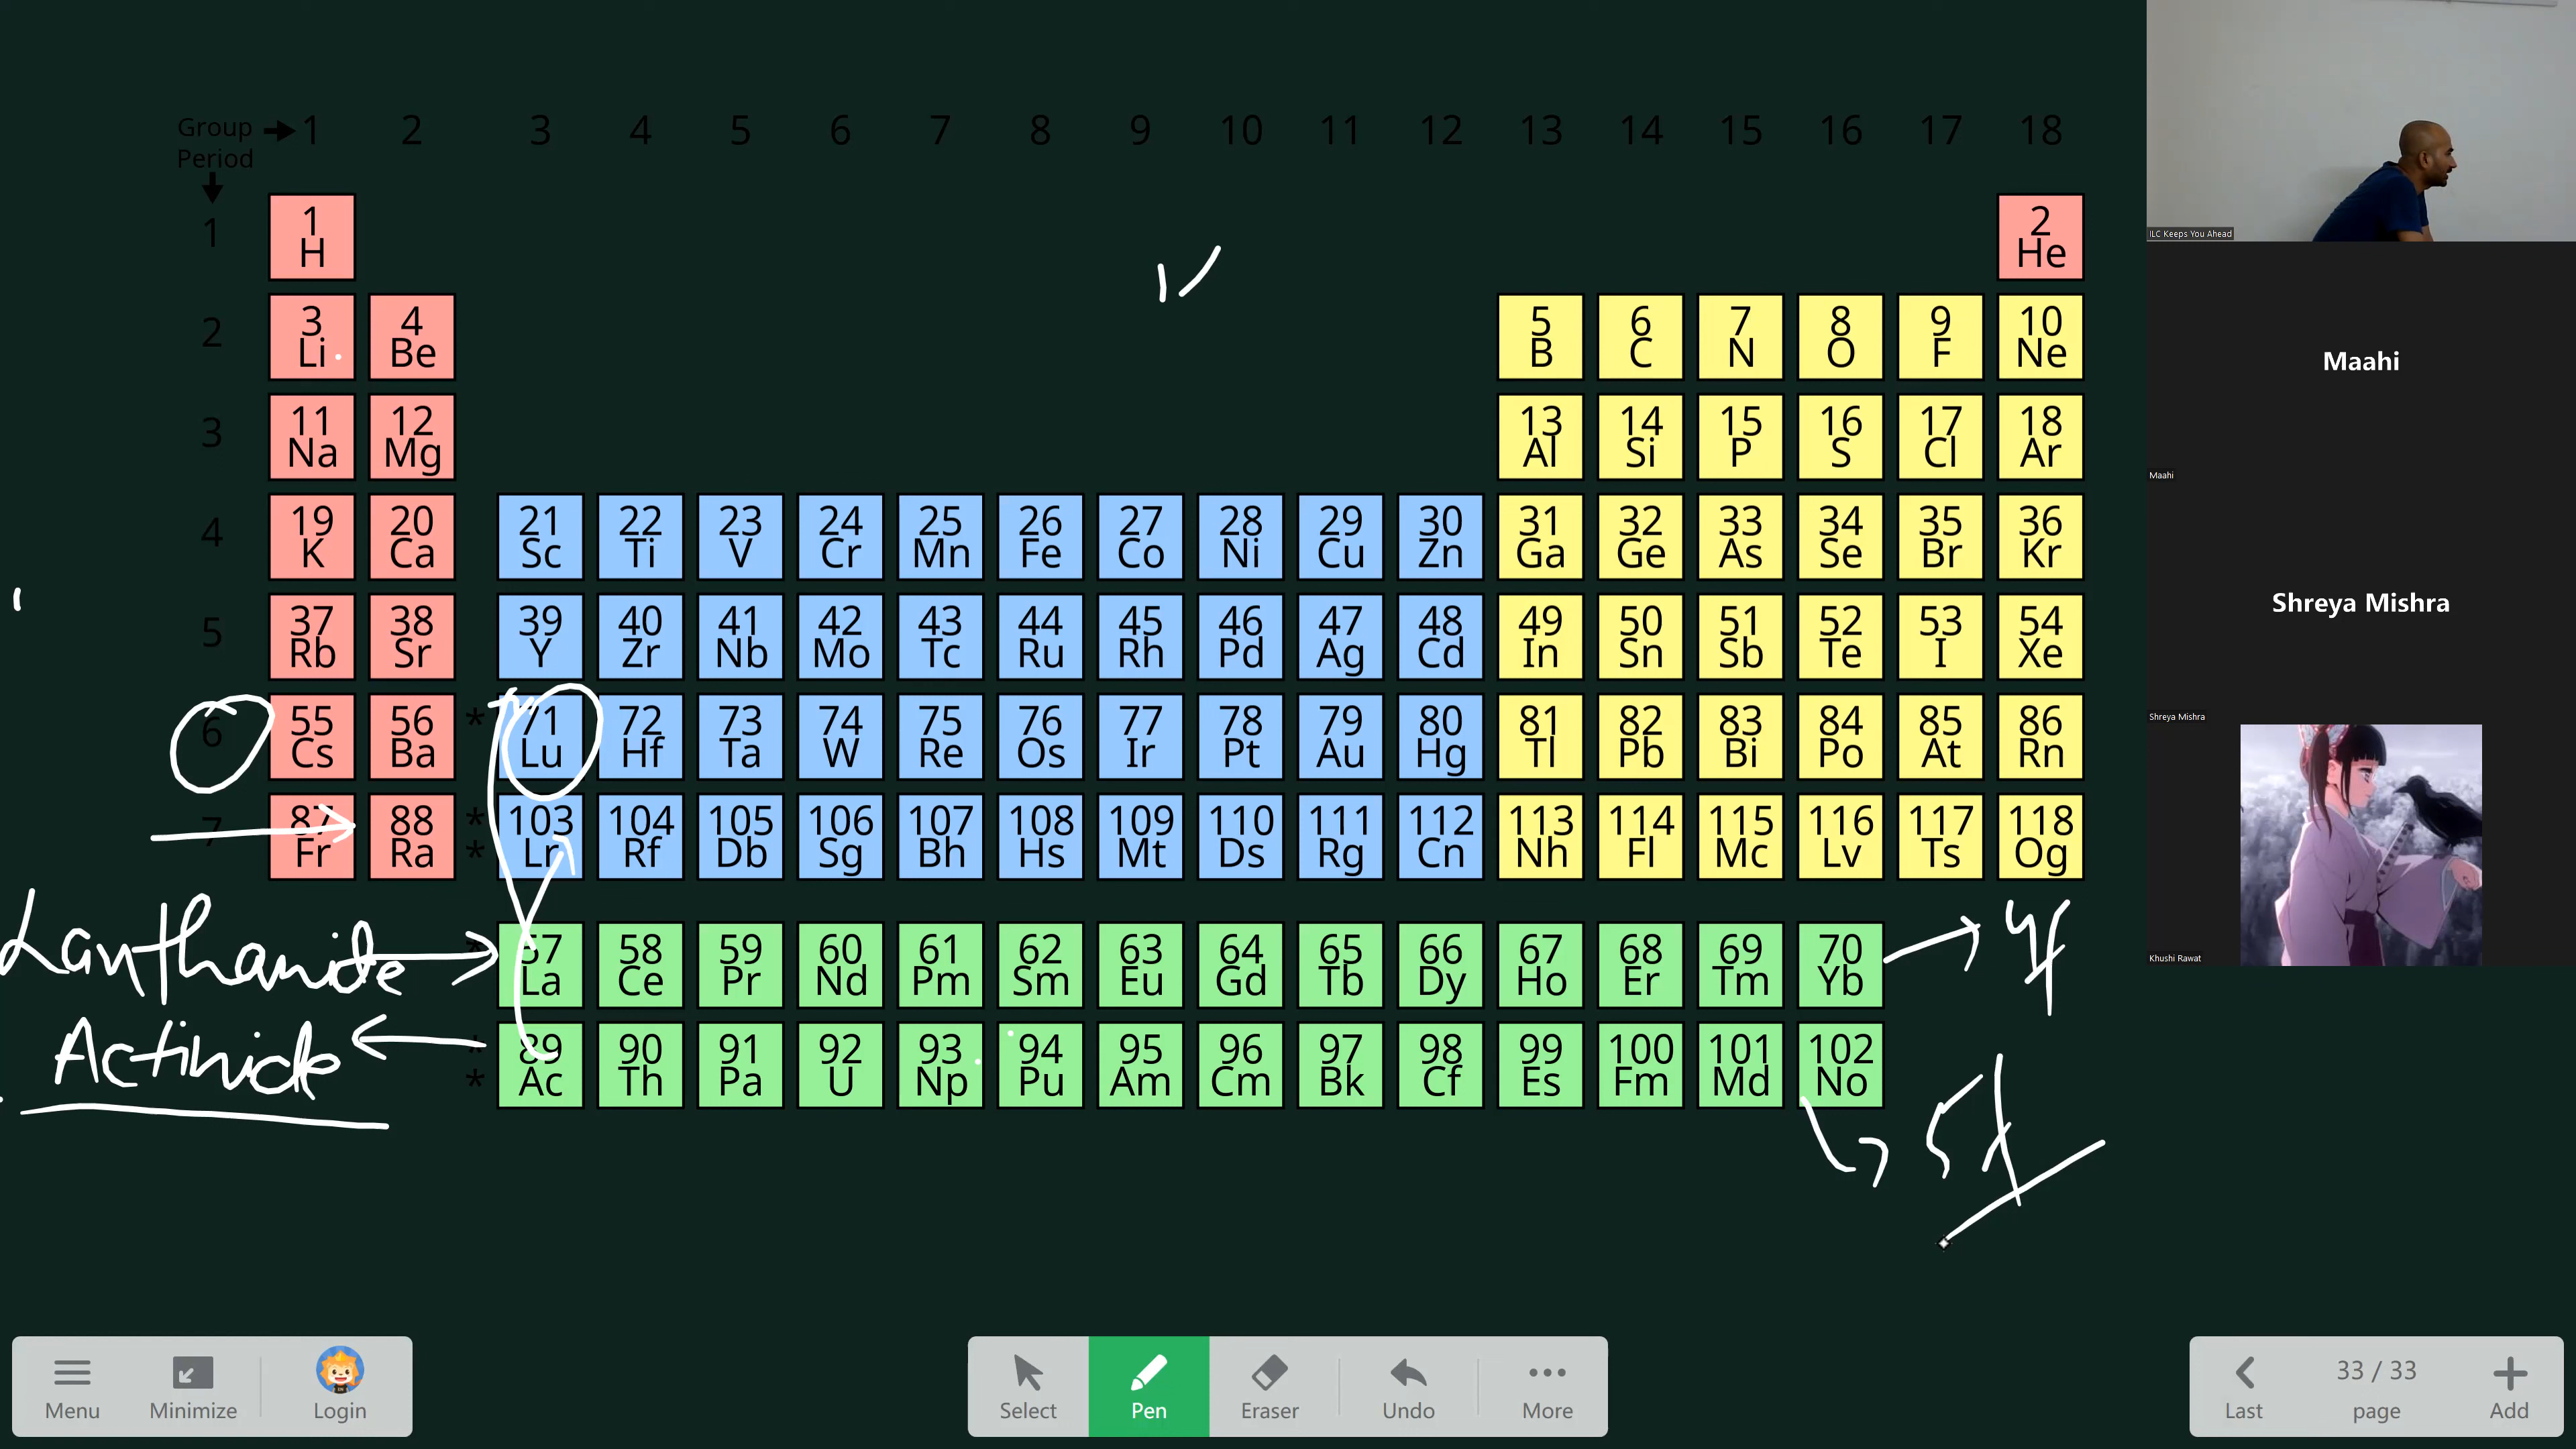 Group 1 2 3 4 5 6 7 8 9 10 11 12 13 14 15 16 17 18
Period
1 1 H 2 He
2 3 Li 4 Be 5 B 6 C 7 N 8 O 9 F 10 Ne
3 11 Na 12 Mg 13 Al 14 Si 15 P 16 S 17 Cl 18 Ar
4 19 K 20 Ca 21 Sc 22 Ti 23 V 24 Cr 25 Mn 26 Fe 27 Co 28 Ni 29 Cu 30 Zn 31 Ga 32 Ge 33 As 34 Se 35 Br 36 Kr
5 37 Rb 38 Sr 39 Y 40 Zr 41 Nb 42 Mo 43 Tc 44 Ru 45 Rh 46 Pd 47 Ag 48 Cd 49 In 50 Sn 51 Sb 52 Te 53 I 54 Xe
6 55 Cs 56 Ba * 71 Lu 72 Hf 73 Ta 74 W 75 Re 76 Os 77 Ir 78 Pt 79 Au 80 Hg 81 Tl 82 Pb 83 Bi 84 Po 85 At 86 Rn
7 87 Fr 88 Ra ** 103 Lr 104 Rf 105 Db 106 Sg 107 Bh 108 Hs 109 Mt 110 Ds 111 Rg 112 Cn 113 Nh 114 Fl 115 Mc 116 Lv 117 Ts 118 Og
Lanthanide * 57 La 58 Ce 59 Pr 60 Nd 61 Pm 62 Sm 63 Eu 64 Gd 65 Tb 66 Dy 67 Ho 68 Er 69 Tm 70 Yb 4f
Actinide ** 89 Ac 90 Th 91 Pa 92 U 93 Np 94 Pu 95 Am 96 Cm 97 Bk 98 Cf 99 Es 100 Fm 101 Md 102 No 5f
ILC Keeps You Ahead
Maahi
Maahi
Shreya Mishra
Shreya Mishra
Khushi Rawat
Menu Minimize Login Select Pen Eraser Undo More Last 33 / 33 page Add